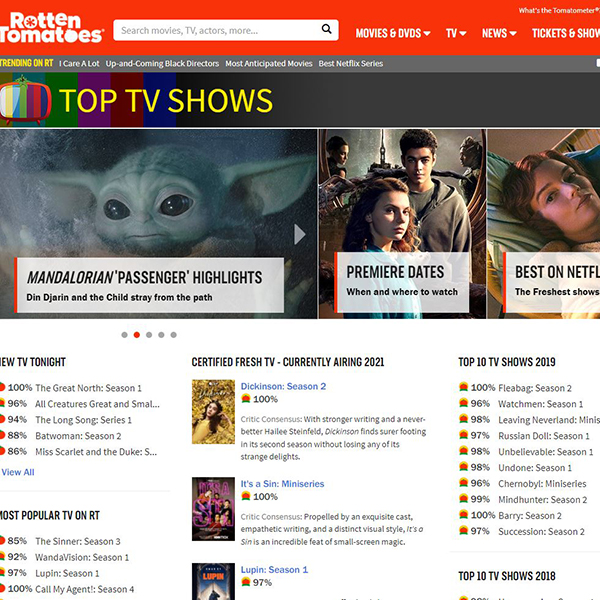 Rotten
Tomatoes®
Search movies, TV, actors, more...
What's the Tomatometer®
MOVIES & DVDS
TV
NEWS
TICKETS & SHOW
TRENDING ON RT
I Care A Lot
Up-and-Coming Black Directors
Most Anticipated Movies
Best Netflix Series
TOP TV SHOWS
MANDALORIAN 'PASSENGER' HIGHLIGHTS
Din Djarin and the Child stray from the path
PREMIERE DATES
When and where to watch
BEST ON NETFL
The Freshest shows
NEW TV TONIGHT
100% The Great North: Season 1
96% All Creatures Great and Smal...
94% The Long Song: Series 1
88% Batwoman: Season 2
86% Miss Scarlet and the Duke: S...
View All
MOST POPULAR TV ON RT
85% The Sinner: Season 3
92% WandaVision: Season 1
97% Lupin: Season 1
100% Call My Agent!: Season 4
CERTIFIED FRESH TV - CURRENTLY AIRING 2021
Dickinson: Season 2
100%
Critic Consensus: With stronger writing and a never-
better Hailee Steinfeld, Dickinson finds surer footing
in its second season without losing any of its
strange delights.
It's a Sin: Miniseries
100%
Critic Consensus: Propelled by an exquisite cast,
empathetic writing, and a distinct visual style, It's a
Sin is an incredible feat of small-screen magic.
LUPIN
Lupin: Season 1
97%
TOP 10 TV SHOWS 2019
100% Fleabag: Season 2
96% Watchmen: Season 1
98% Leaving Neverland: Minis
97% Russian Doll: Season 1
98% Unbelievable: Season 1
98% Undone: Season 1
96% Chernobyl: Miniseries
99% Mindhunter: Season 2
100% Barry: Season 2
97% Succession: Season 2
TOP 10 TV SHOWS 2018